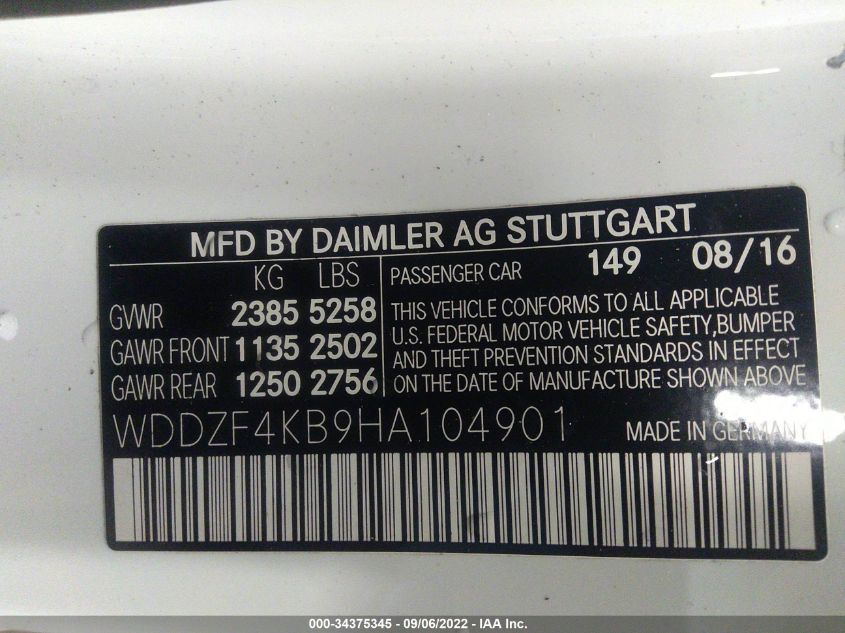 MFD BY DAIMLER AG STUTTGART
KG LBS
GVWR 2385 5258
GAWR FRONT 1135 2502
GAWR REAR 1250 2756
PASSENGER CAR 149 08/16
THIS VEHICLE CONFORMS TO ALL APPLICABLE
U.S. FEDERAL MOTOR VEHICLE SAFETY,BUMPER
AND THEFT PREVENTION STANDARDS IN EFFECT
ON THE DATE OF MANUFACTURE SHOWN ABOVE
WDDZF4KB9HA104901 MADE IN GERMANY
000-34375345 - 09/06/2022 - IAA Inc.